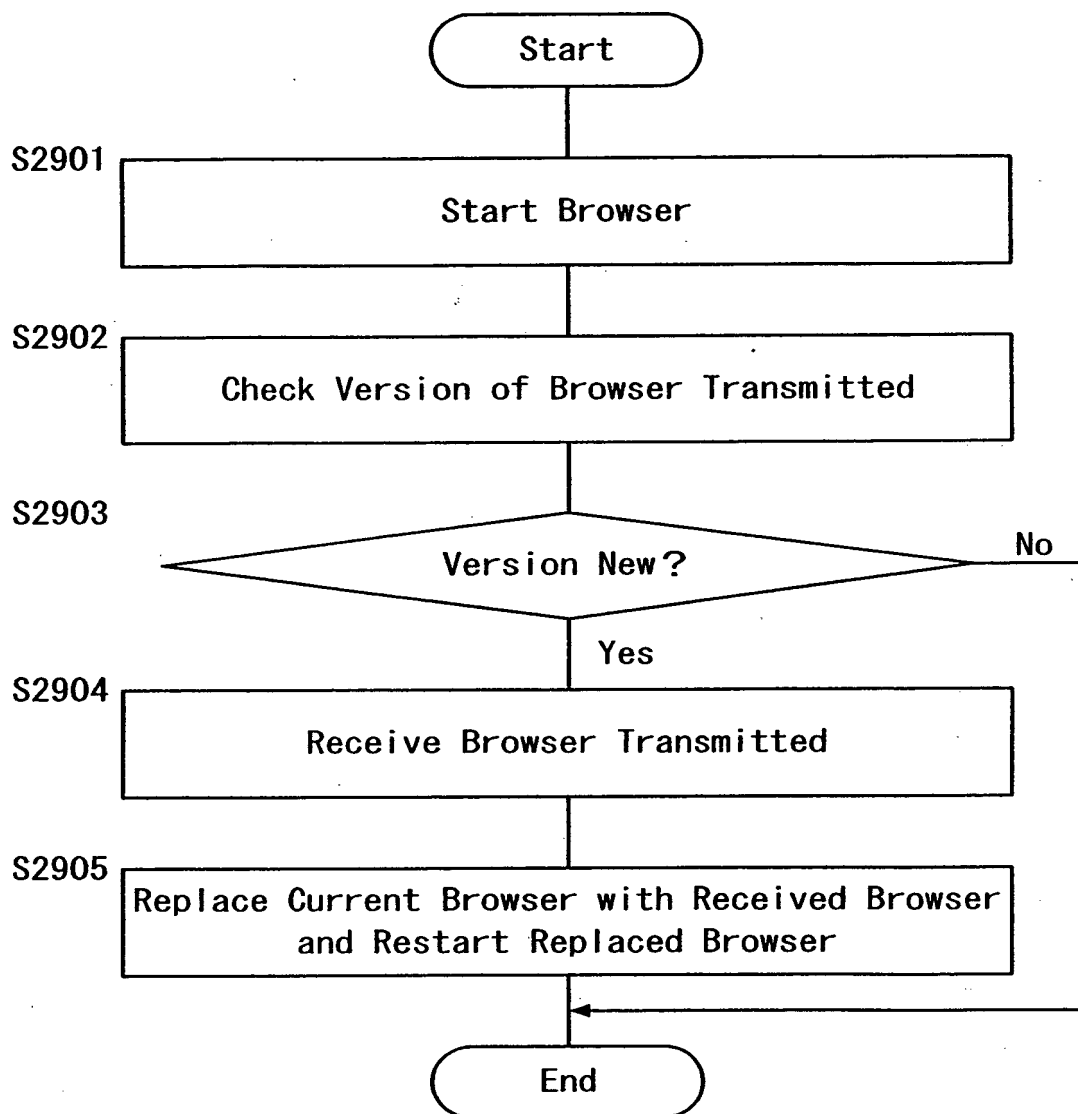 Start
S2901
Start Browser
S2902
Check Version of Browser Transmitted
S2903
Version New?
No
Yes
S2904
Receive Browser Transmitted
S2905
Replace Current Browser with Received Browser
and Restart Replaced Browser
End